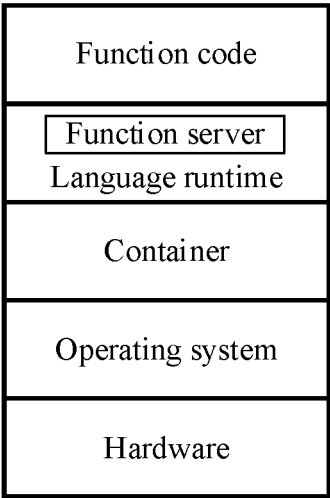 Function code
Function server
Language runtime
Container
Operating system
Hardware